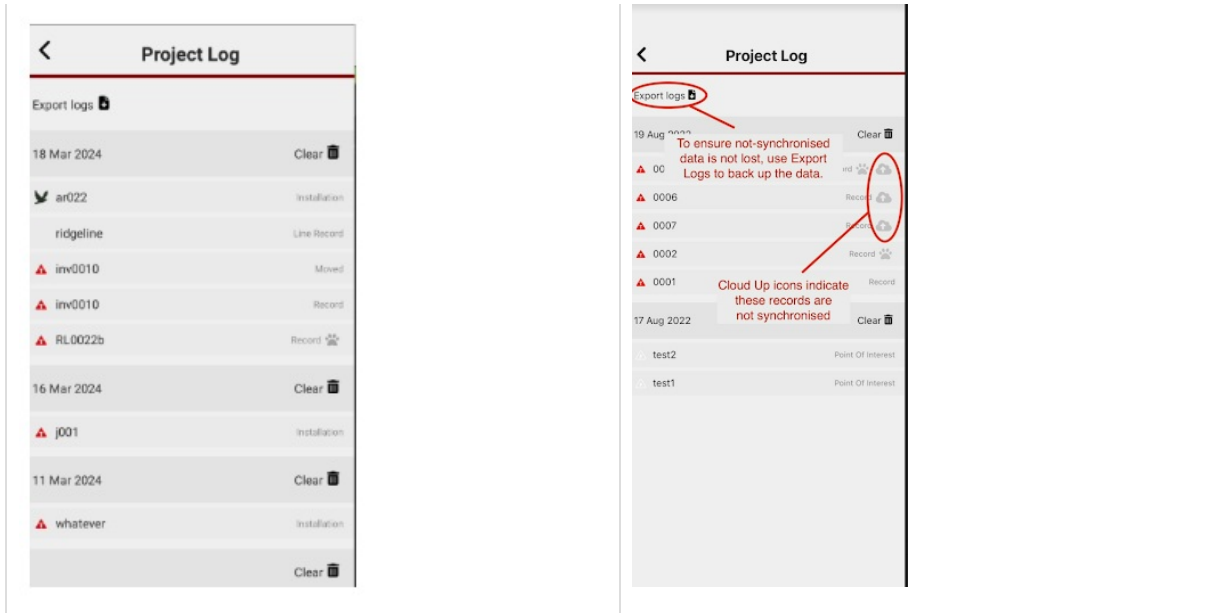 Project Log
Export logs
18 Mar 2024 Clear
ar022 Installation
ridgeline Line Record
inv0010 Moved
inv0010 Record
RL0022b Record
16 Mar 2024 Clear
j001 Installation
11 Mar 2024 Clear
whatever Installation
Clear
Project Log
Export logs
19 Aug Clear
To ensure not-synchronised
data is not lost, use Export
Logs to back up the data.
0006 Record
0007 Record
0002 Record
0001 Record
Cloud Up icons indicate
these records are
not synchronised
17 Aug 2022 Clear
test2 Point Of Interest
test1 Point Of Interest